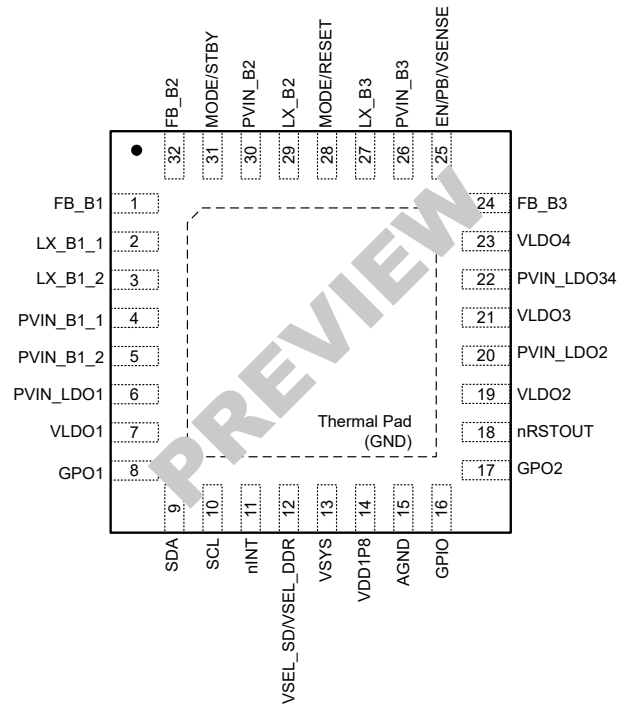 FB_B2
MODE/STBY
PVIN_B2
LX_B2
MODE/RESET
LX_B3
PVIN_B3
EN/PB/VSENSE
32
31
30
29
28
27
26
25
FB_B1 1
LX_B1_1 2
LX_B1_2 3
PVIN_B1_1 4
PVIN_B1_2 5
PVIN_LDO1 6
VLDO1 7
GPO1 8
24 FB_B3
23 VLDO4
22 PVIN_LDO34
21 VLDO3
20 PVIN_LDO2
19 VLDO2
18 nRSTOUT
17 GPO2
PREVIEW
Thermal Pad
(GND)
9
10
11
12
13
14
15
16
SDA
SCL
nINT
VSEL_SD/VSEL_DDR
VSYS
VDD1P8
AGND
GPIO